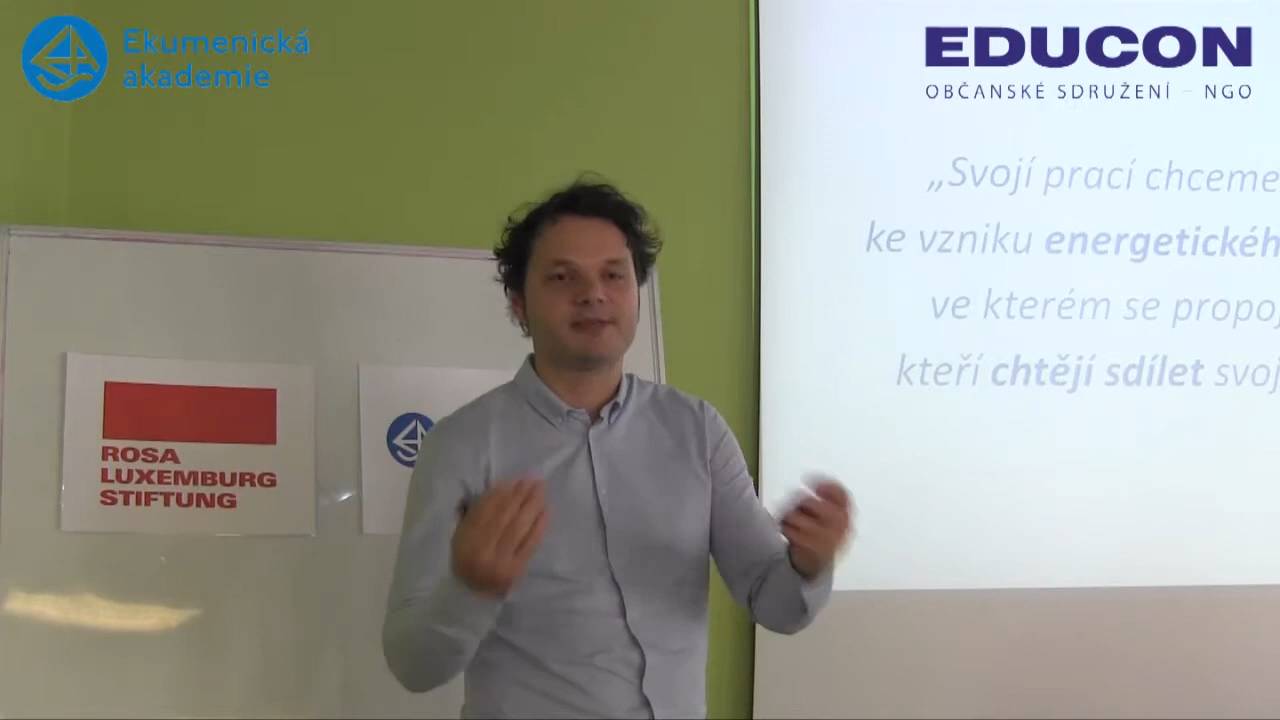 Ekumenická
akademie
EDUCON
OBČANSKÉ SDRUŽENÍ – NGO
„Svojí prací chceme
ke vzniku energetickéh
ve kterém se propoj
kteří chtějí sdílet svoj
ROSA
LUXEMBURG
STIFTUNG